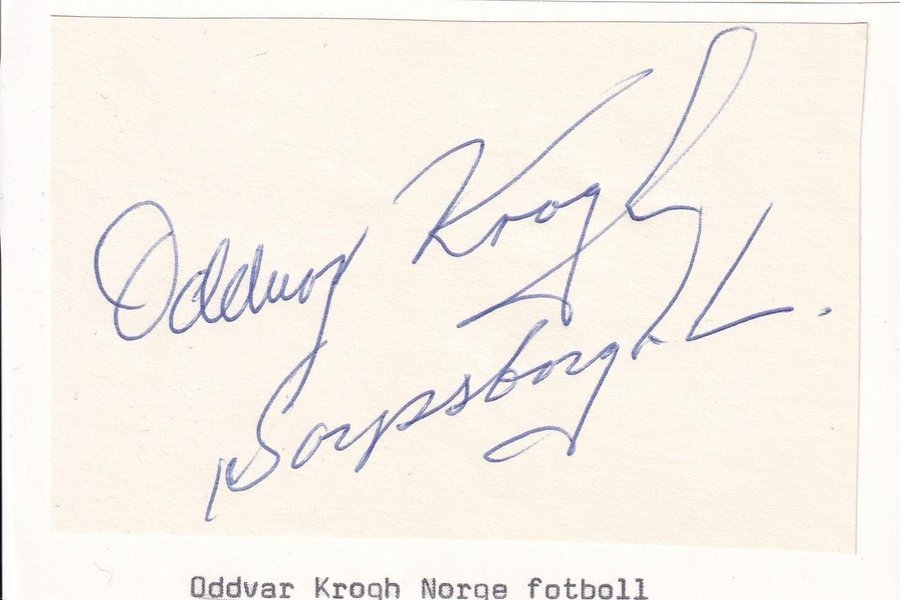 Oddvar Krogh
Sarpsborg. L.
Oddvar Krogh Norge fotboll